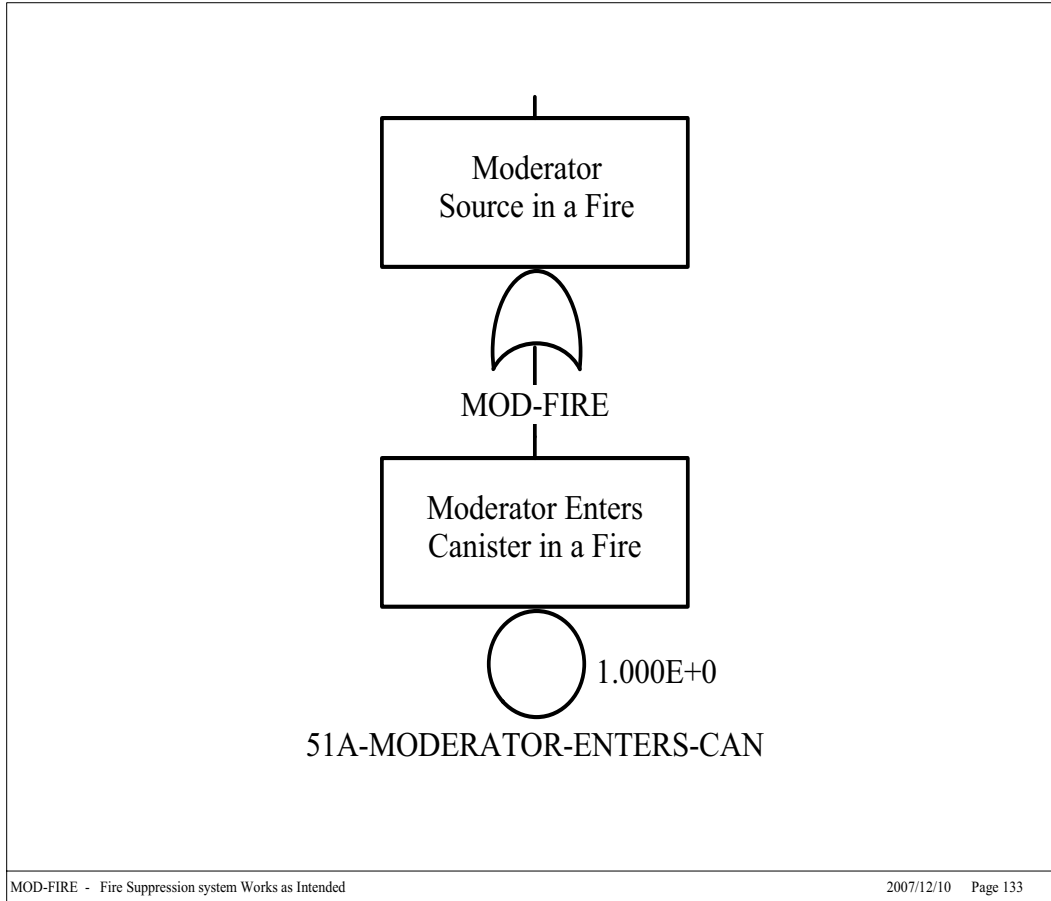 Moderator
Source in a Fire
MOD-FIRE
Moderator Enters
Canister in a Fire
1.000E+0
51A-MODERATOR-ENTERS-CAN
MOD-FIRE - Fire Suppression system Works as Intended
2007/12/10 Page 133